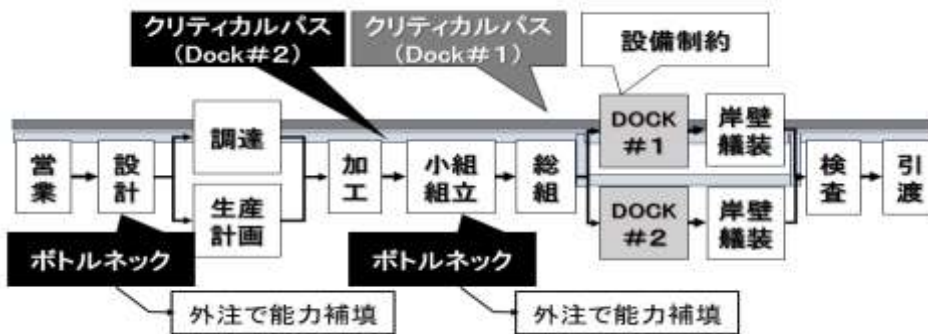 クリティカルパス
(Dock#2)
クリティカルパス
(Dock#1)
設備制約
営業
設計
調達
生産
計画
加工
小組
組立
総組
DOCK
#1
岸壁
艤装
DOCK
#2
岸壁
艤装
検査
引渡
ボトルネック
外注で能力補填
ボトルネック
外注で能力補填